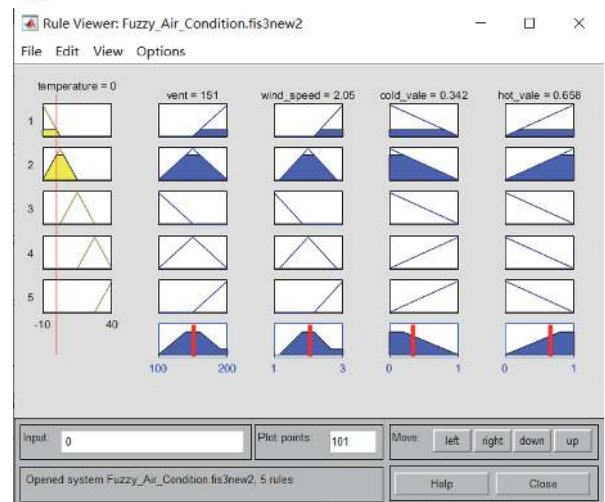 Rule Viewer: Fuzzy_Air_Condition.fis3new2
File Edit View Options
temperature = 0
vent = 151
wind_speed = 2.05
cold_vale = 0.342
hot_vale = 0.658
1
2
3
4
5
-10 40
100 200
1 3
0 1
0 1
Input: 0
Plot points: 101
Move: left right down up
Opened system Fuzzy_Air_Condition.fis3new2, 5 rules
Help Close